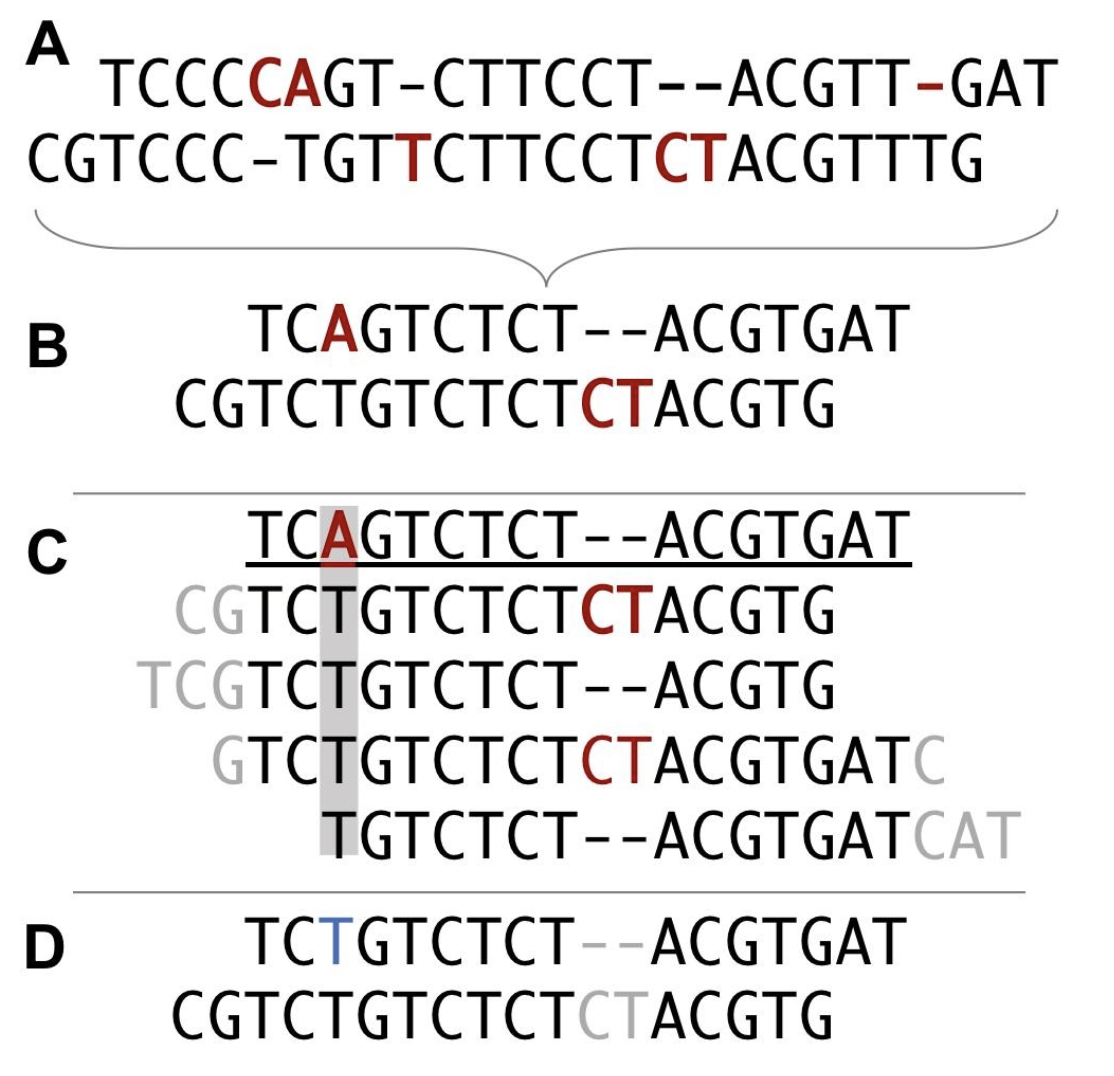 A
TCCCCAGT-CTTCCT--ACGTT-GAT
CGTCCC-TGTTCTTCCTCTACGTTTG
B
TCAGTCTCT--ACGTGAT
CGTCTGTCTCTCTACGTG
C
TCAGTCTCT--ACGTGAT
CGTCTGTCTCTCTACGTG
TCGTCTGTCTCT--ACGTG
GTCTGTCTCTCTACGTGATC
TGTCTCT--ACGTGATCAT
D
TCTGTCTCT--ACGTGAT
CGTCTGTCTCTCTACGTG